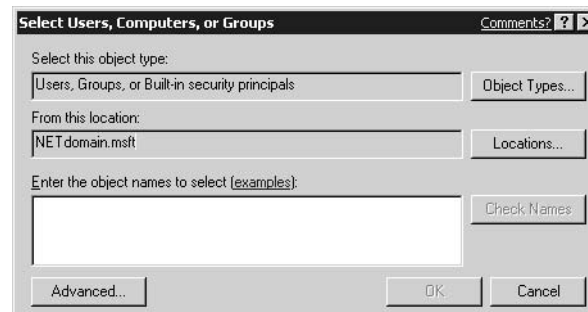 Select Users, Computers, or Groups Comments? ? X
Select this object type:
Users, Groups, or Built-in security principals Object Types...
From this location:
NETdomain.msft Locations...
Enter the object names to select (examples):
Check Names
Advanced... OK Cancel